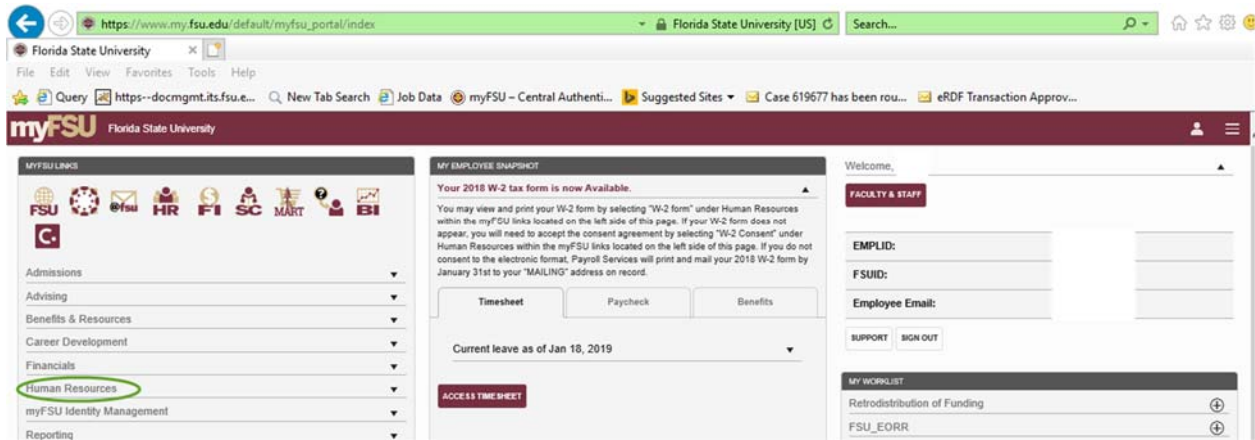 https://www.my.fsu.edu/default/myfsu_portal/index
Florida State University [US]
Search...
Florida State University
File Edit View Favorites Tools Help
Query https--docmgmt.its.fsu.e... New Tab Search Job Data myFSU – Central Authenti... Suggested Sites Case 619677 has been rou... eRDF Transaction Approv...
myFSU Florida State University
MYFSU LINKS
FSU @fsu HR FI SC MART BI
C.
Admissions
Advising
Benefits & Resources
Career Development
Financials
Human Resources
myFSU Identity Management
Reporting
MY EMPLOYEE SNAPSHOT
Your 2018 W-2 tax form is now Available.
You may view and print your W-2 form by selecting "W-2 form" under Human Resources
within the myFSU links located on the left side of this page. If your W-2 form does not
appear, you will need to accept the consent agreement by selecting "W-2 Consent" under
Human Resources within the myFSU links located on the left side of this page. If you do not
consent to the electronic format, Payroll Services will print and mail your 2018 W-2 form by
January 31st to your "MAILING" address on record.
Timesheet Paycheck Benefits
Current leave as of Jan 18, 2019
ACCESS TIMESHEET
Welcome,
FACULTY & STAFF
EMPLID:
FSUID:
Employee Email:
SUPPORT SIGN OUT
MY WORKLIST
Retrodistribution of Funding
FSU_EORR